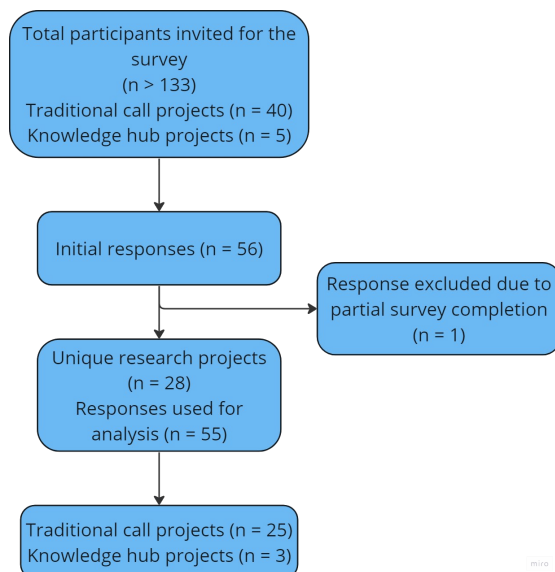 Total participants invited for the
survey
(n > 133)
Traditional call projects (n = 40)
Knowledge hub projects (n = 5)
Initial responses (n = 56)
Response excluded due to
partial survey completion
(n = 1)
Unique research projects
(n = 28)
Responses used for
analysis (n = 55)
Traditional call projects (n = 25)
Knowledge hub projects (n = 3)
miro